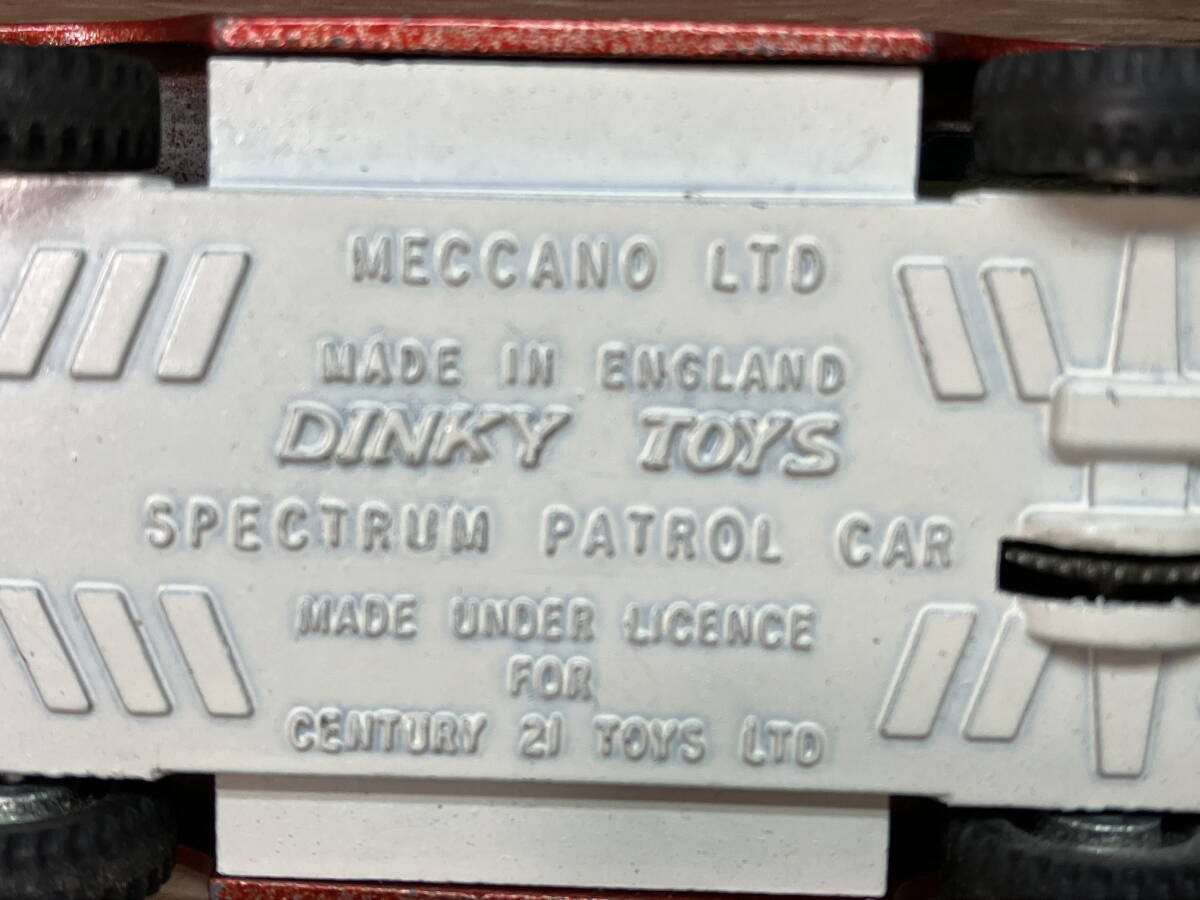 MECCANO LTD
MADE IN ENGLAND
DINKY TOYS
SPECTRUM PATROL CAR
MADE UNDER LICENCE
FOR
CENTURY 21 TOYS LTD